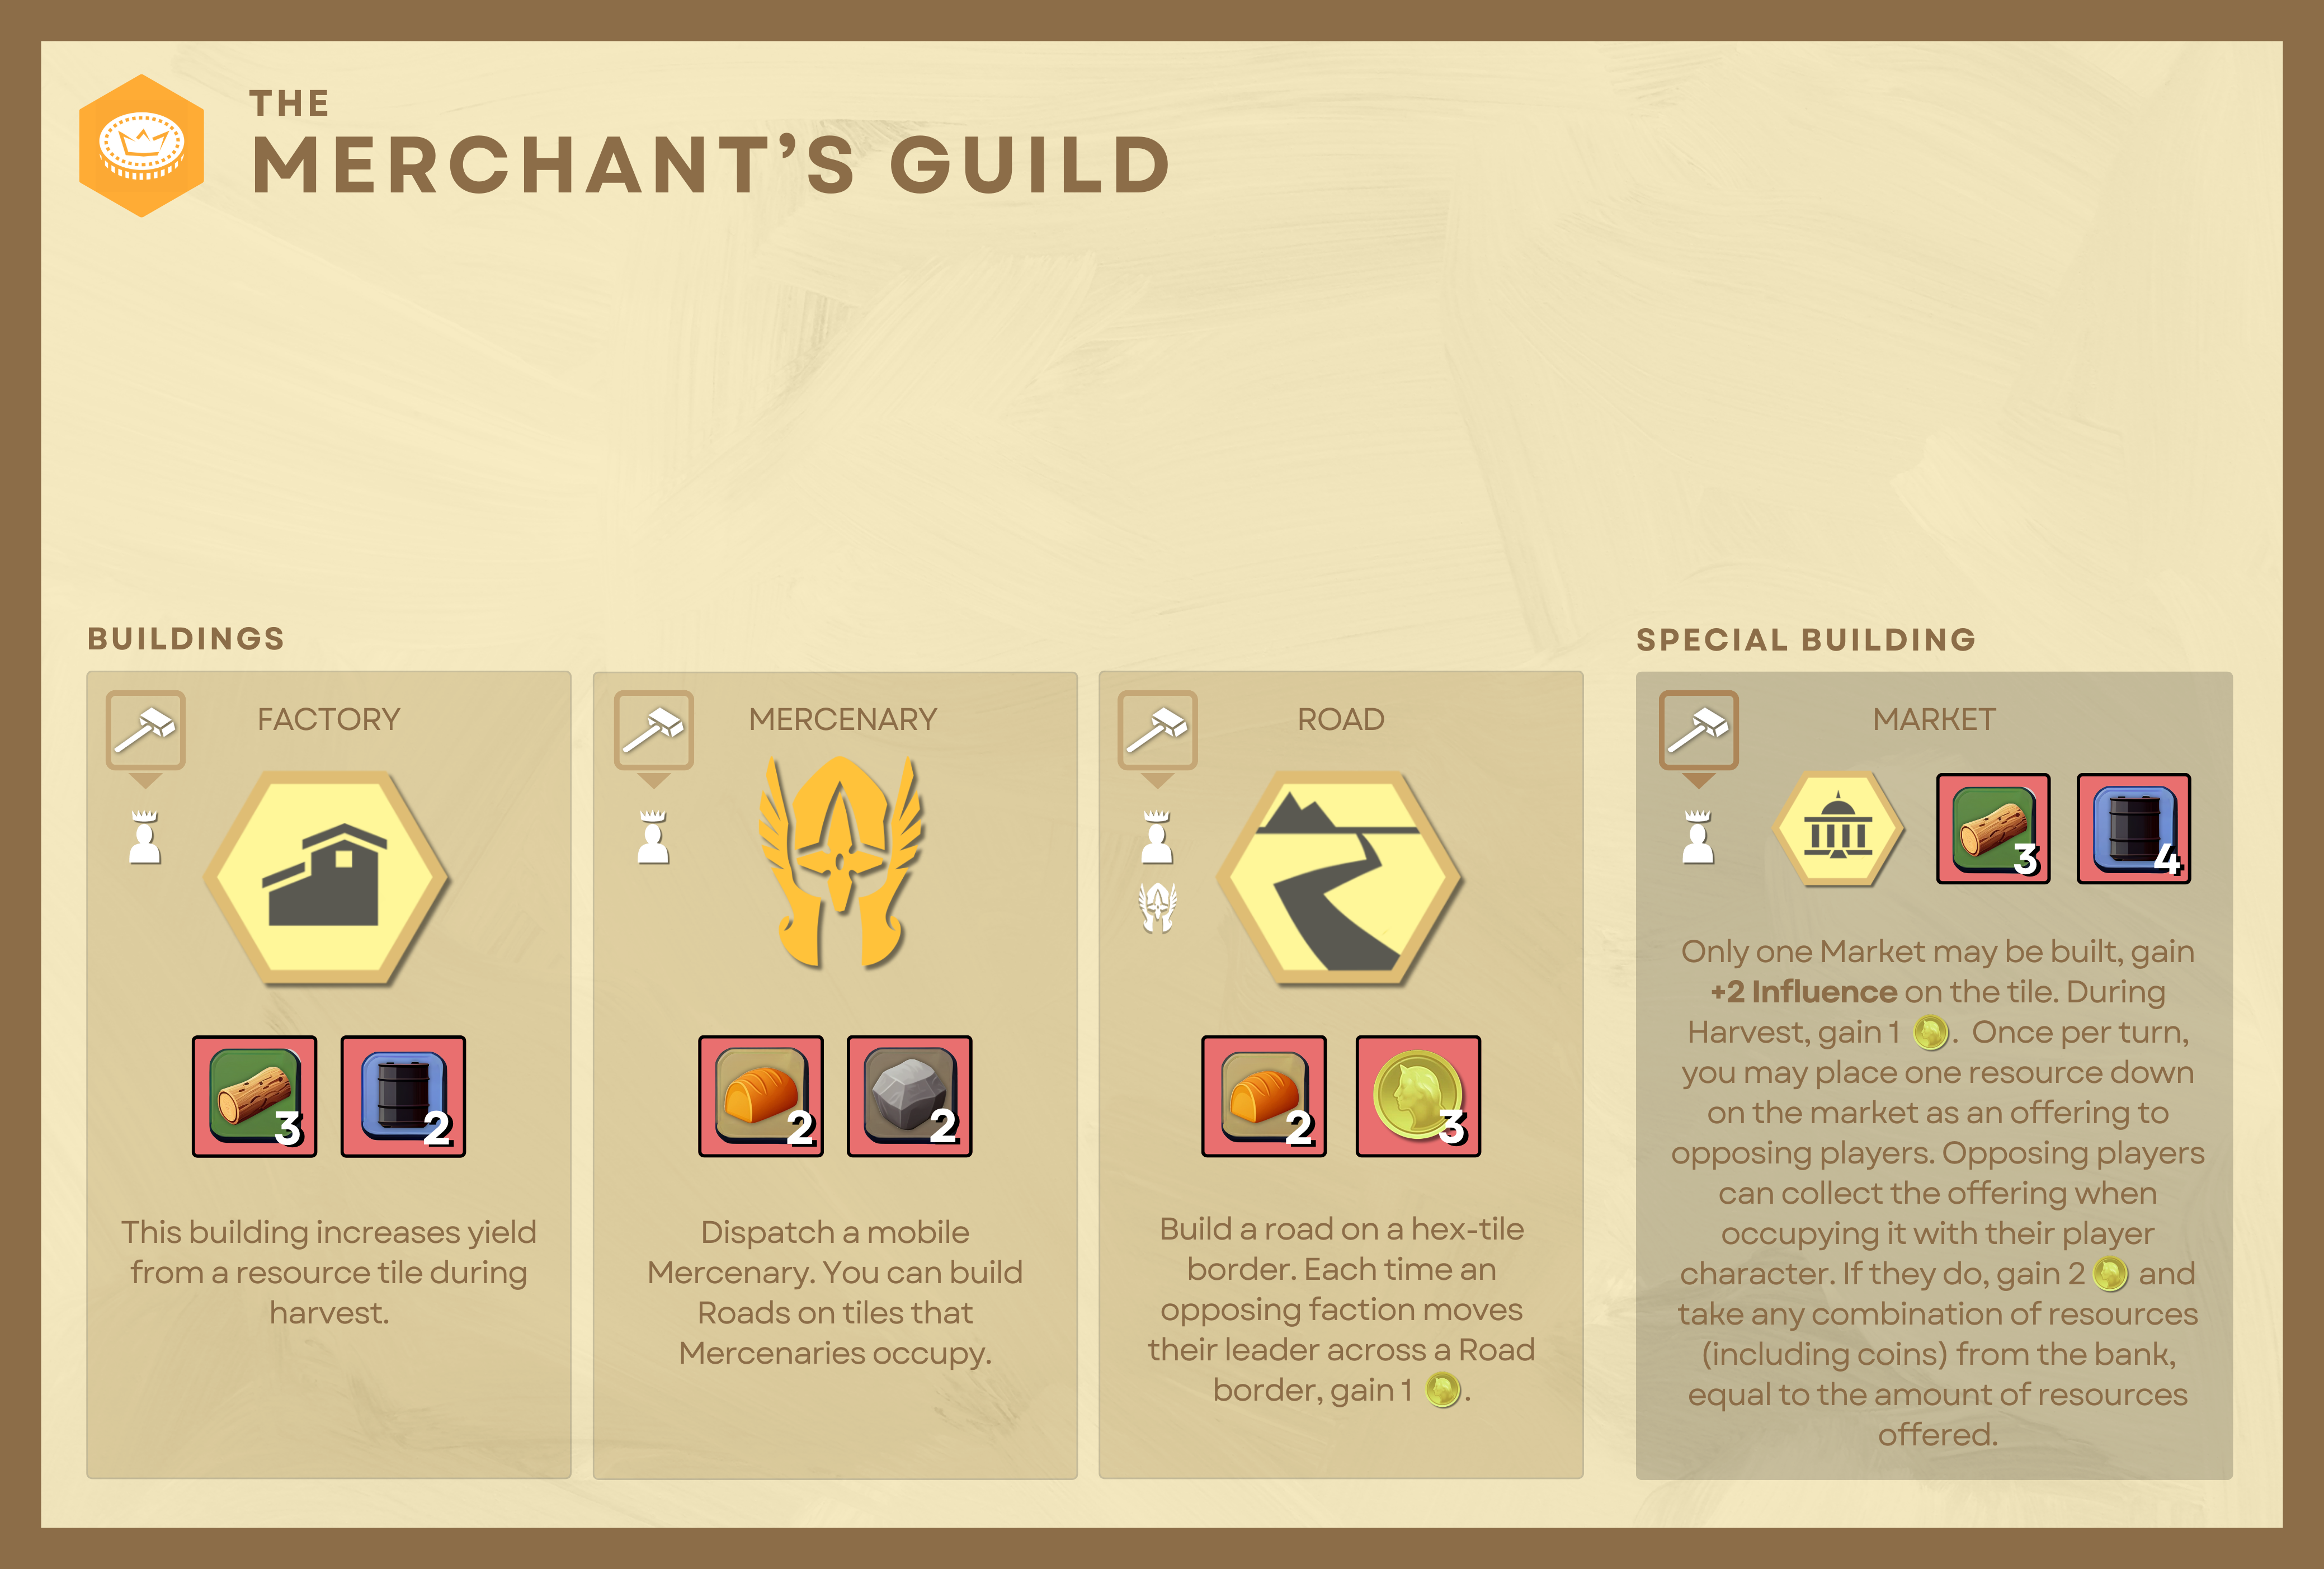 THE
MERCHANT’S GUILD
BUILDINGS
FACTORY
3
2
This building increases yield
from a resource tile during
harvest.
MERCENARY
2
2
Dispatch a mobile
Mercenary. You can build
Roads on tiles that
Mercenaries occupy.
ROAD
2
3
Build a road on a hex-tile
border. Each time an
opposing faction moves
their leader across a Road
border, gain 1 .
SPECIAL BUILDING
MARKET
3
4
Only one Market may be built, gain
+2 Influence on the tile. During
Harvest, gain 1 . Once per turn,
you may place one resource down
on the market as an offering to
opposing players. Opposing players
can collect the offering when
occupying it with their player
character. If they do, gain 2 and
take any combination of resources
(including coins) from the bank,
equal to the amount of resources
offered.